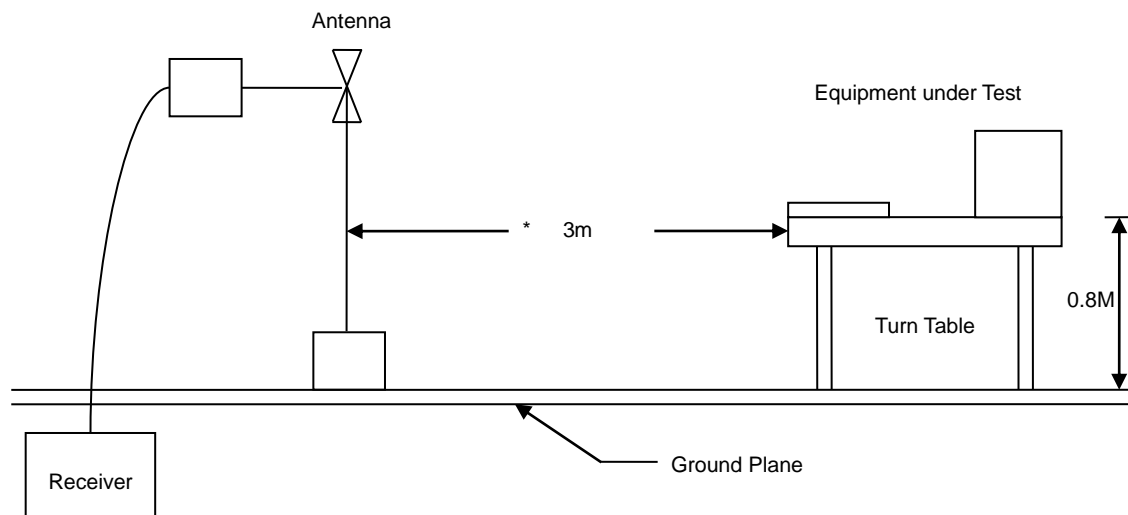 Antenna
Equipment under Test
* 3m
0.8M
Turn Table
Ground Plane
Receiver